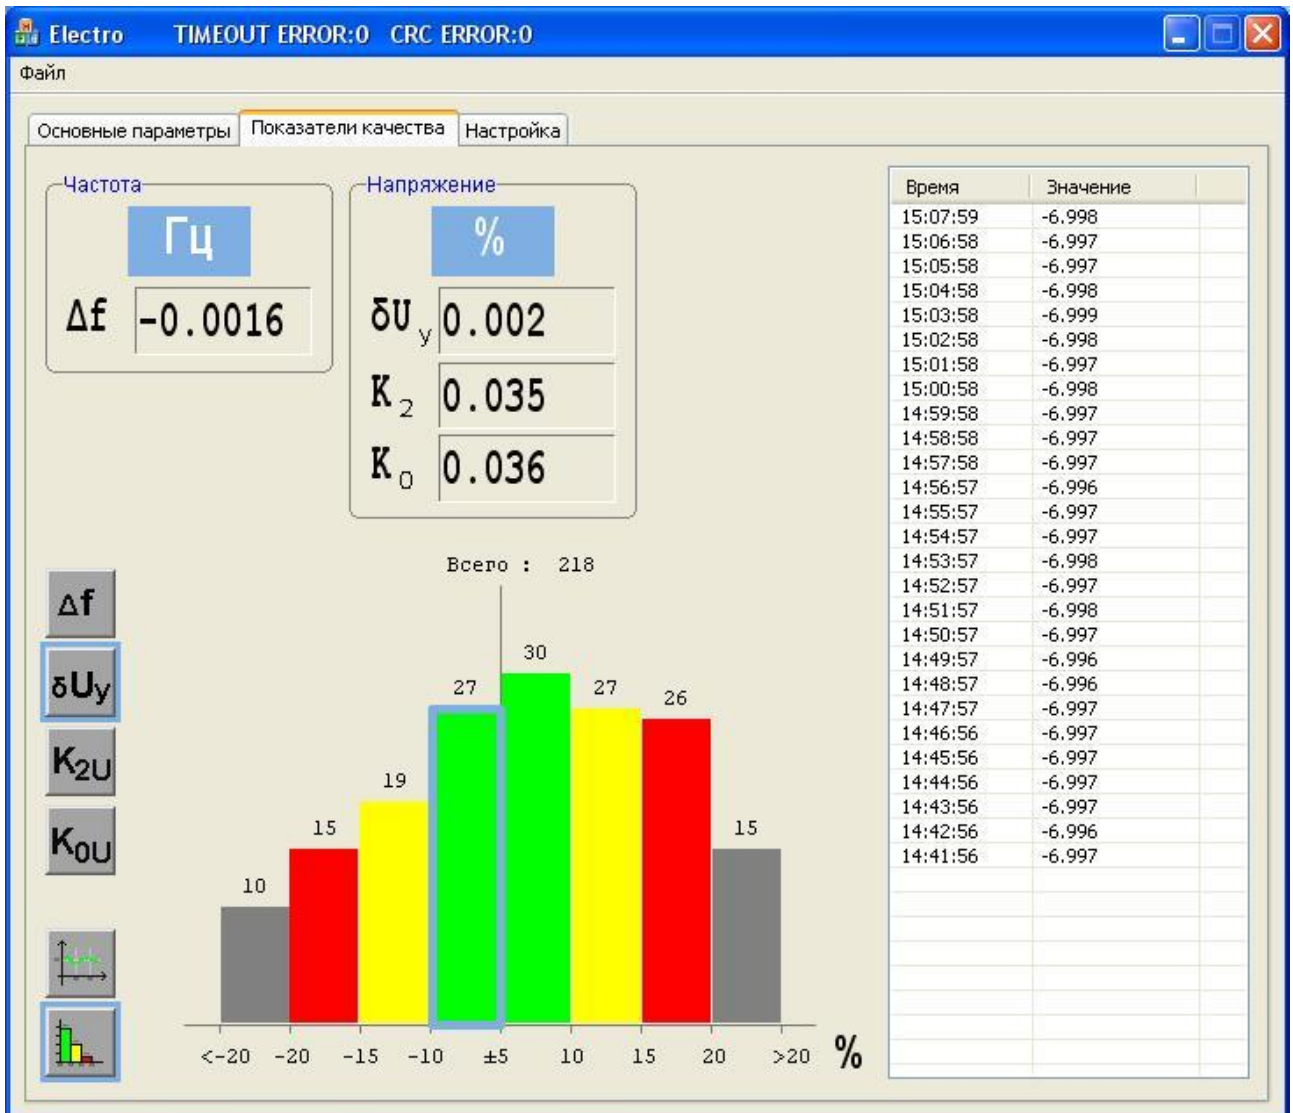 Electro TIMEOUT ERROR:0 CRC ERROR:0
Файл
Основные параметры Показатели качества Настройка
Частота
Гц
Δf -0.0016
Напряжение
%
δUy 0.002
K2 0.035
K0 0.036
Δf
δUy
K2U
K0U
Всего : 218
10
15
19
27
30
27
26
15
<-20 -20 -15 -10 ±5 10 15 20 >20 %
Время Значение
15:07:59 -6.998
15:06:58 -6.997
15:05:58 -6.997
15:04:58 -6.998
15:03:58 -6.999
15:02:58 -6.998
15:01:58 -6.997
15:00:58 -6.998
14:59:58 -6.997
14:58:58 -6.997
14:57:58 -6.997
14:56:57 -6.996
14:55:57 -6.997
14:54:57 -6.997
14:53:57 -6.998
14:52:57 -6.997
14:51:57 -6.998
14:50:57 -6.997
14:49:57 -6.996
14:48:57 -6.996
14:47:57 -6.997
14:46:56 -6.997
14:45:56 -6.997
14:44:56 -6.997
14:43:56 -6.997
14:42:56 -6.996
14:41:56 -6.997